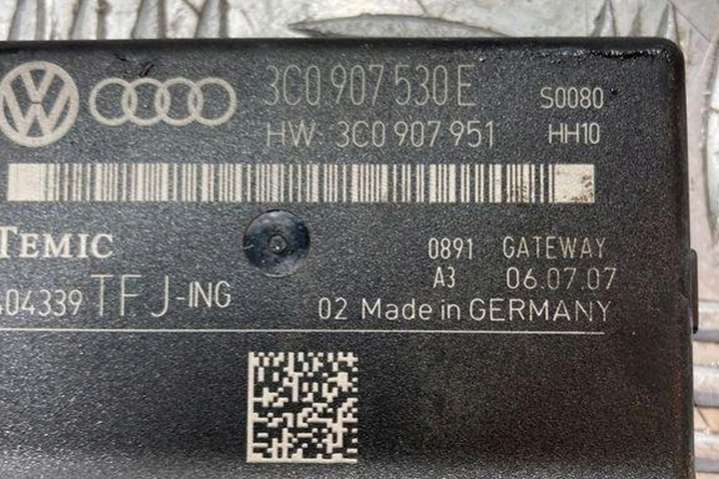 3C0 907 530 E S0080
HW: 3C0 907 951 HH10
TEMIC 0891 GATEWAY
A3 06.07.07
404339 TFJ-ING
02 Made in GERMANY